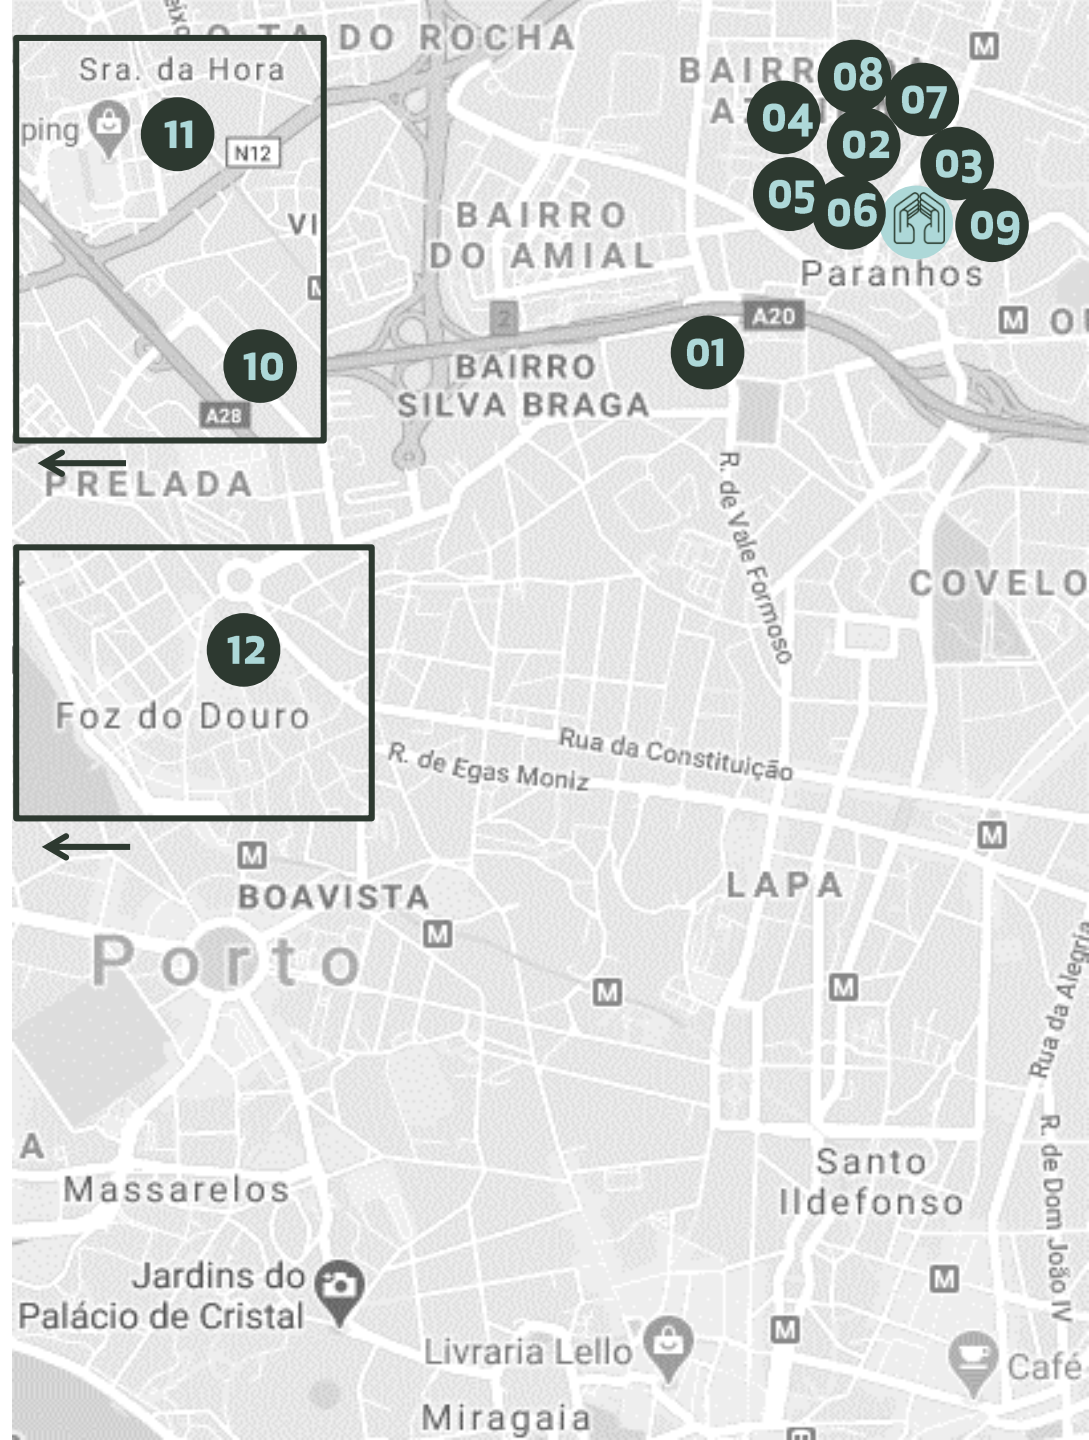 TA DO ROCHA
M
Sra. da Hora
ping
11
N12
08
07
04
02
03
05
06
09
BAIRRO
DO AMIAL
Paranhos
M
2
A20
01
BAIRRO
SILVA BRAGA
10
A28
PRELADA
R. de Vale Formoso
COVELO
12
Foz do Douro
Rua da Constituição
R. de Egas Moniz
M
M
BOAVISTA
LAPA
M
Porto
M
M
Rua da Alegria
A
Massarelos
Santo
Ildefonso
R. de Dom João IV
Jardins do
Palácio de Cristal
M
M
Livraria Lello
Café
Miragaia